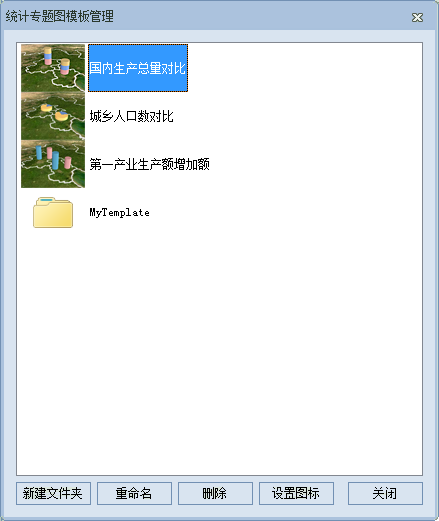 统计专题图模板管理
国内生产总量对比
城乡人口数对比
第一产业生产额增加额
MyTemplate
新建文件夹 重命名 删除 设置图标 关闭